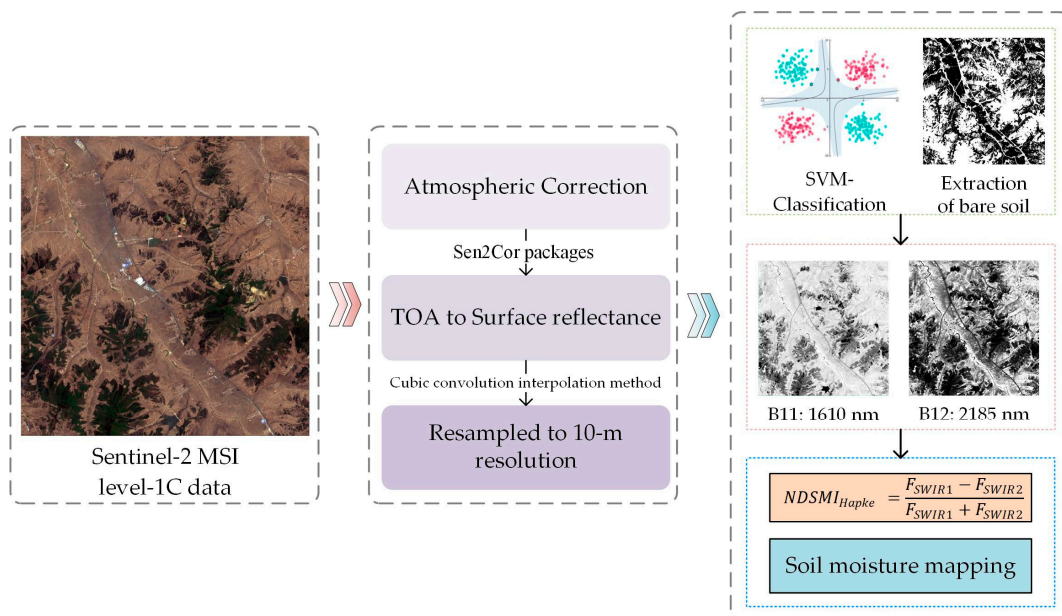 Sentinel-2 MSI
level-1C data
Atmospheric Correction
Sen2Cor packages
TOA to Surface reflectance
Cubic convolution interpolation method
Resampled to 10-m
resolution
SVM-
Classification
Extraction
of bare soil
B11: 1610 nm
B12: 2185 nm
NDSMI_Hapke = (F_SWIR1 − F_SWIR2) / (F_SWIR1 + F_SWIR2)
Soil moisture mapping